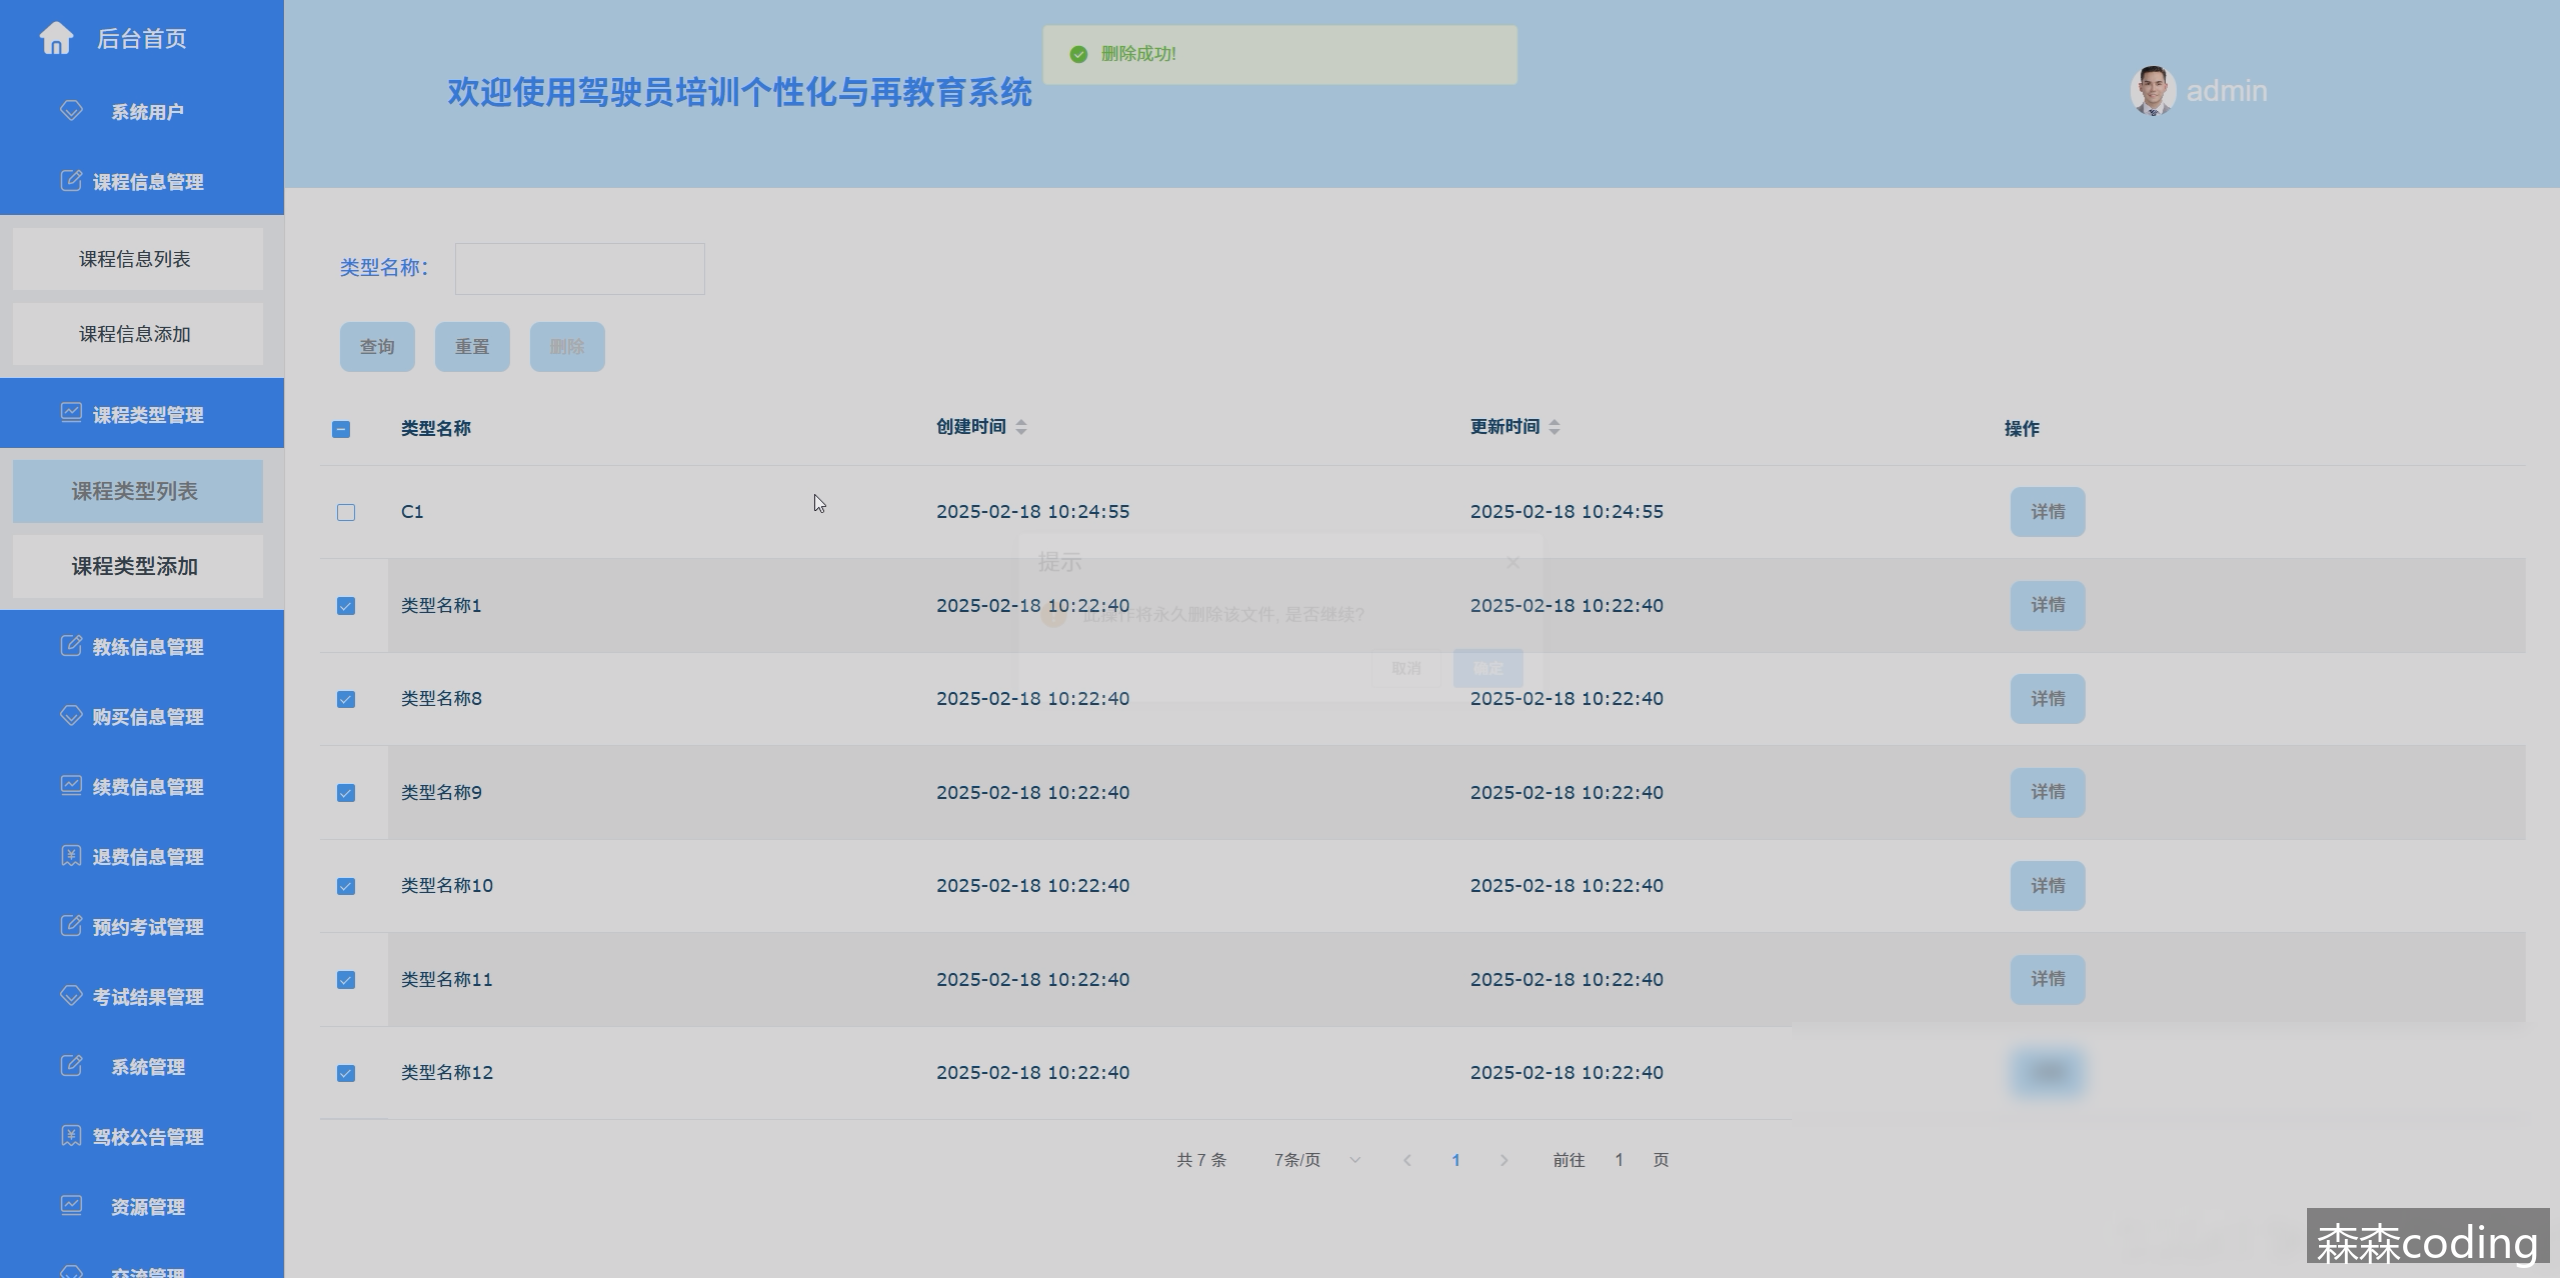 后台首页
系统用户
课程信息管理
课程信息列表
课程信息添加
课程类型管理
课程类型列表
课程类型添加
教练信息管理
购买信息管理
续费信息管理
退费信息管理
预约考试管理
考试结果管理
系统管理
驾校公告管理
资源管理
交流管理
欢迎使用驾驶员培训个性化与再教育系统
删除成功!
admin
类型名称：
查询 重置 删除
类型名称 创建时间 更新时间 操作
C1 2025-02-18 10:24:55 2025-02-18 10:24:55 详情
类型名称1 2025-02-18 10:22:40 2025-02-18 10:22:40 详情
类型名称8 2025-02-18 10:22:40 2025-02-18 10:22:40 详情
类型名称9 2025-02-18 10:22:40 2025-02-18 10:22:40 详情
类型名称10 2025-02-18 10:22:40 2025-02-18 10:22:40 详情
类型名称11 2025-02-18 10:22:40 2025-02-18 10:22:40 详情
类型名称12 2025-02-18 10:22:40 2025-02-18 10:22:40
提示
此操作将永久删除该文件, 是否继续?
取消 确定
共 7 条 7条/页 1 前往 1 页
森森coding